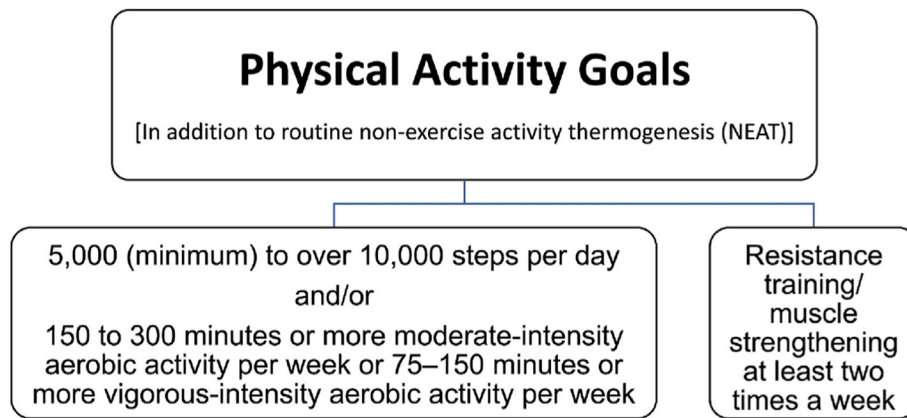 Physical Activity Goals
[In addition to routine non-exercise activity thermogenesis (NEAT)]
5,000 (minimum) to over 10,000 steps per day
and/or
150 to 300 minutes or more moderate-intensity
aerobic activity per week or 75–150 minutes or
more vigorous-intensity aerobic activity per week
Resistance
training/
muscle
strengthening
at least two
times a week